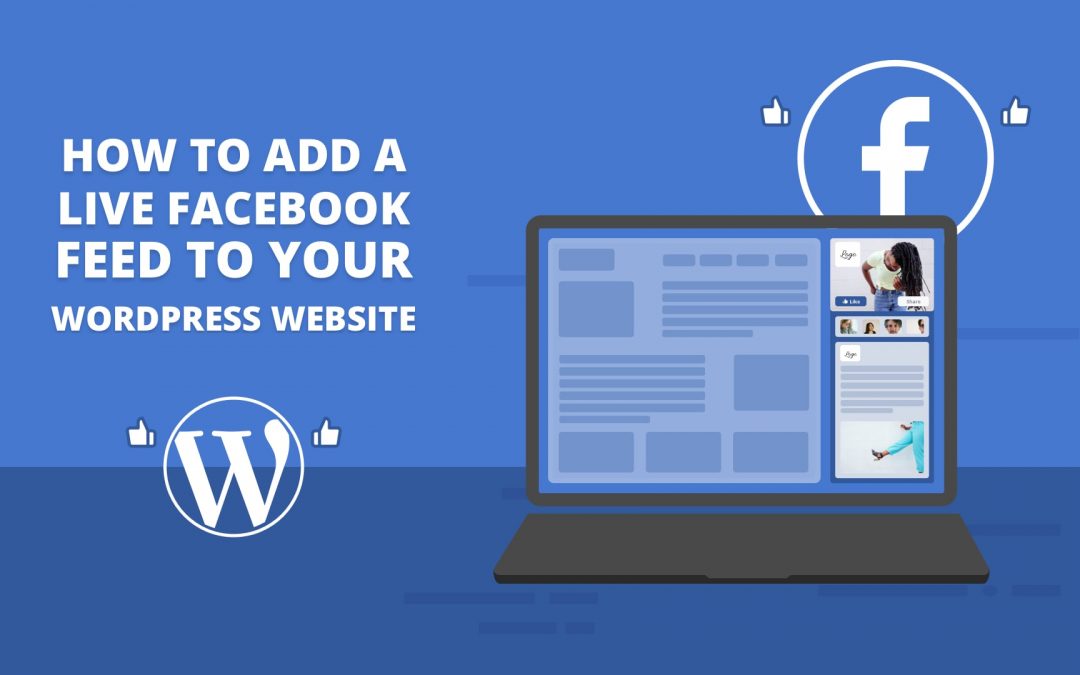 HOW TO ADD A
LIVE FACEBOOK
FEED TO YOUR
WORDPRESS WEBSITE
Logo
Like
Share
Logo